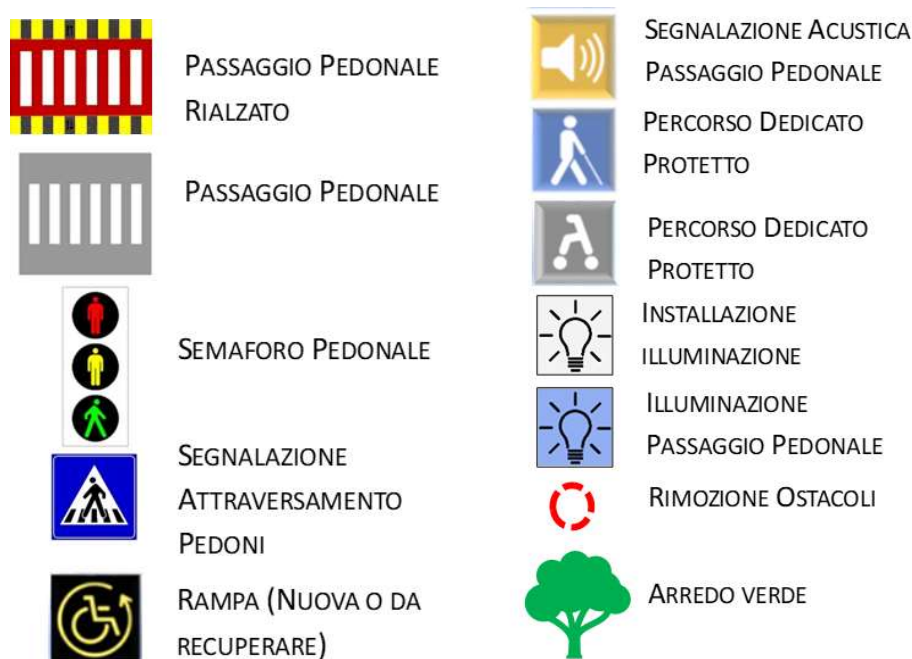 PASSAGGIO PEDONALE
RIALZATO
PASSAGGIO PEDONALE
SEMAFORO PEDONALE
SEGNALAZIONE
ATTRAVERSAMENTO
PEDONI
RAMPA (NUOVA O DA
RECUPERARE)
SEGNALAZIONE ACUSTICA
PASSAGGIO PEDONALE
PERCORSO DEDICATO
PROTETTO
PERCORSO DEDICATO
PROTETTO
INSTALLAZIONE
ILLUMINAZIONE
ILLUMINAZIONE
PASSAGGIO PEDONALE
RIMOZIONE OSTACOLI
ARREDO VERDE